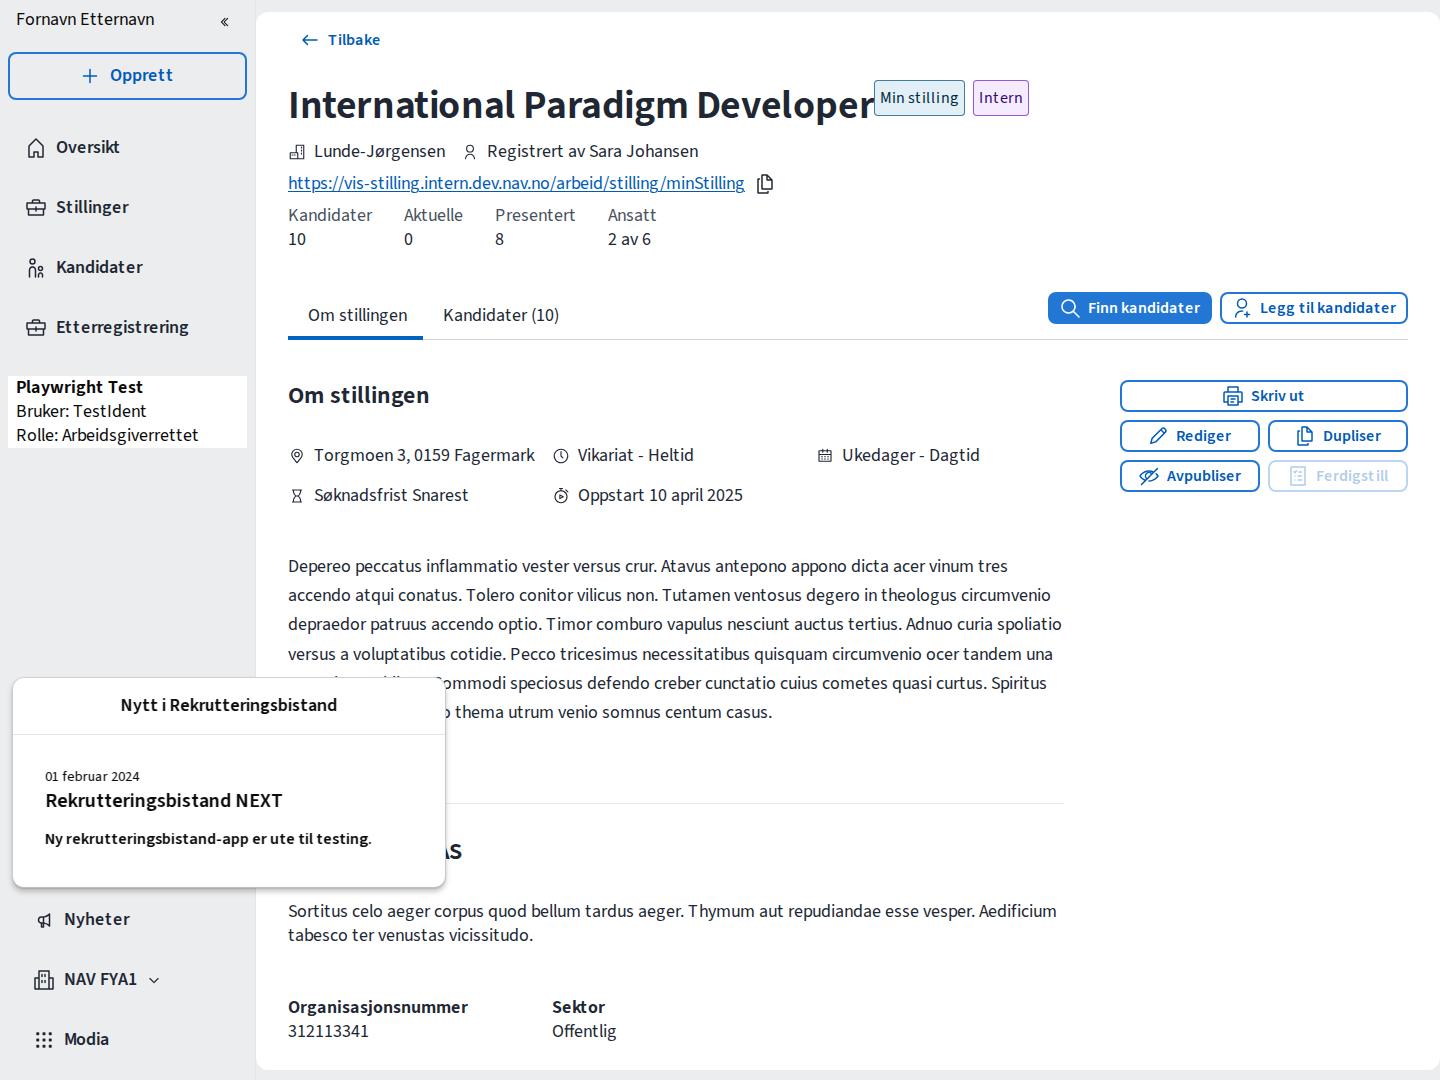 Fornavn Etternavn
Opprett
Oversikt
Stillinger
Kandidater
Etterregistrering
Playwright Test
Bruker: TestIdent
Rolle: Arbeidsgiverrettet
Tilbake
International Paradigm Developer Min stilling Intern
Lunde-Jørgensen Registrert av Sara Johansen
https://vis-stilling.intern.dev.nav.no/arbeid/stilling/minStilling
Kandidater Aktuelle Presentert Ansatt
10 0 8 2 av 6
Om stillingen Kandidater (10) Finn kandidater Legg til kandidater
Om stillingen
Torgmoen 3, 0159 Fagermark Vikariat - Heltid Ukedager - Dagtid
Søknadsfrist Snarest Oppstart 10 april 2025
Skriv ut
Rediger Dupliser
Avpubliser Ferdigstill
Depereo peccatus inflammatio vester versus crur. Atavus antepono appono dicta acer vinum tres
accendo atqui conatus. Tolero conitor vilicus non. Tutamen ventosus degero in theologus circumvenio
depraedor patruus accendo optio. Timor comburo vapulus nesciunt auctus tertius. Adnuo curia spoliatio
versus a voluptatibus cotidie. Pecco tricesimus necessitatibus quisquam circumvenio ocer tandem una
speciosus defendo creber cunctatio cuius cometes quasi curtus. Spiritus
thema utrum venio somnus centum casus.
AS
Sortitus celo aeger corpus quod bellum tardus aeger. Thymum aut repudiandae esse vesper. Aedificium
tabesco ter venustas vicissitudo.
Organisasjonsnummer Sektor
312113341 Offentlig
Nytt i Rekrutteringsbistand
01 februar 2024
Rekrutteringsbistand NEXT
Ny rekrutteringsbistand-app er ute til testing.
Nyheter
NAV FYA1
Modia